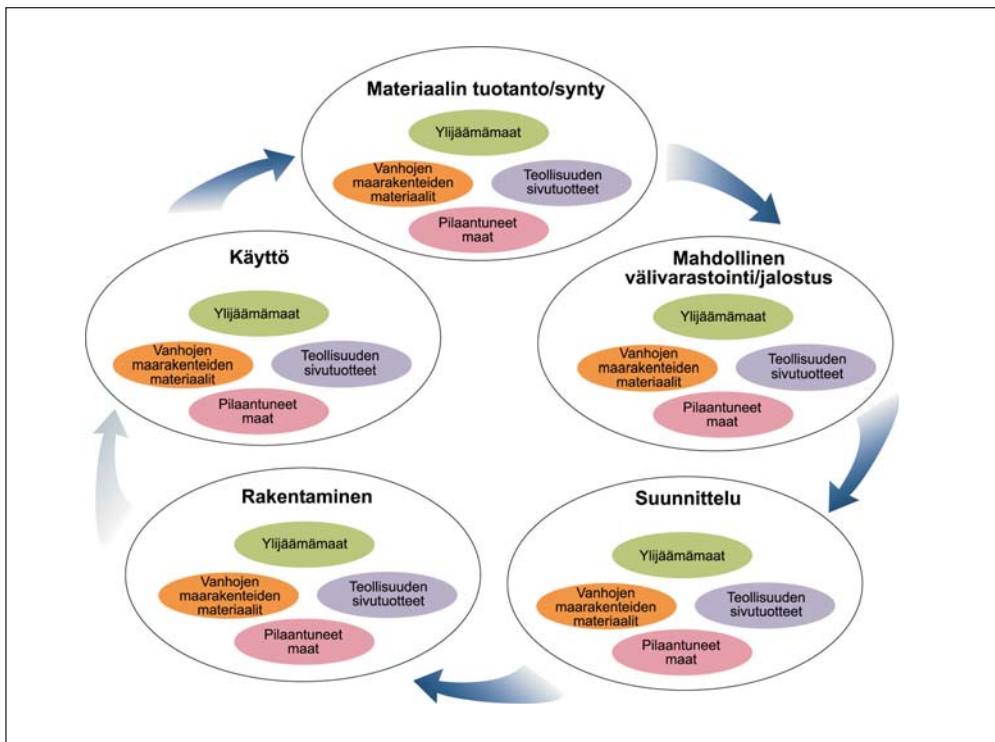 Materiaalin tuotanto/synty
Ylijäämämaat
Vanhojen
maarakenteiden
materiaalit
Teollisuuden
sivutuotteet
Pilaantuneet
maat
Mahdollinen
välivarastointi/jalostus
Ylijäämämaat
Vanhojen
maarakenteiden
materiaalit
Teollisuuden
sivutuotteet
Pilaantuneet
maat
Suunnittelu
Ylijäämämaat
Vanhojen
maarakenteiden
materiaalit
Teollisuuden
sivutuotteet
Pilaantuneet
maat
Rakentaminen
Ylijäämämaat
Vanhojen
maarakenteiden
materiaalit
Teollisuuden
sivutuotteet
Pilaantuneet
maat
Käyttö
Ylijäämämaat
Vanhojen
maarakenteiden
materiaalit
Teollisuuden
sivutuotteet
Pilaantuneet
maat